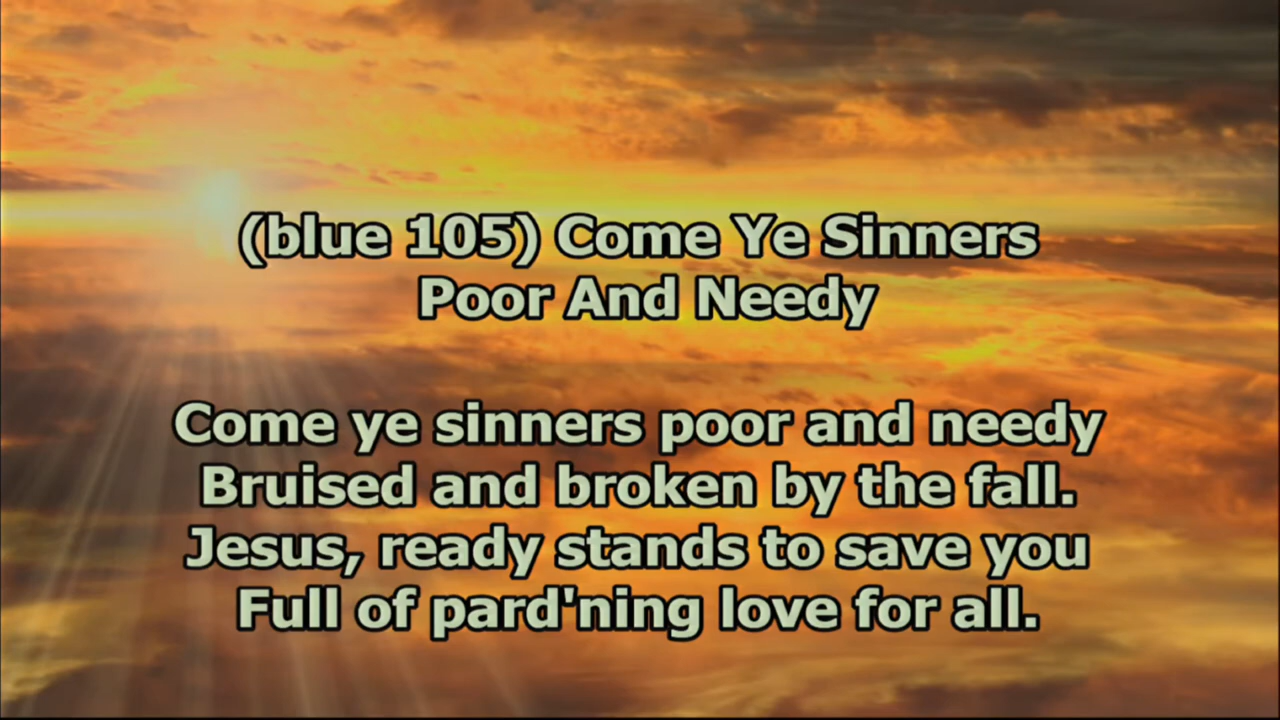 (blue 105) Come Ye Sinners
Poor And Needy
Come ye sinners poor and needy
Bruised and broken by the fall.
Jesus, ready stands to save you
Full of pard'ning love for all.